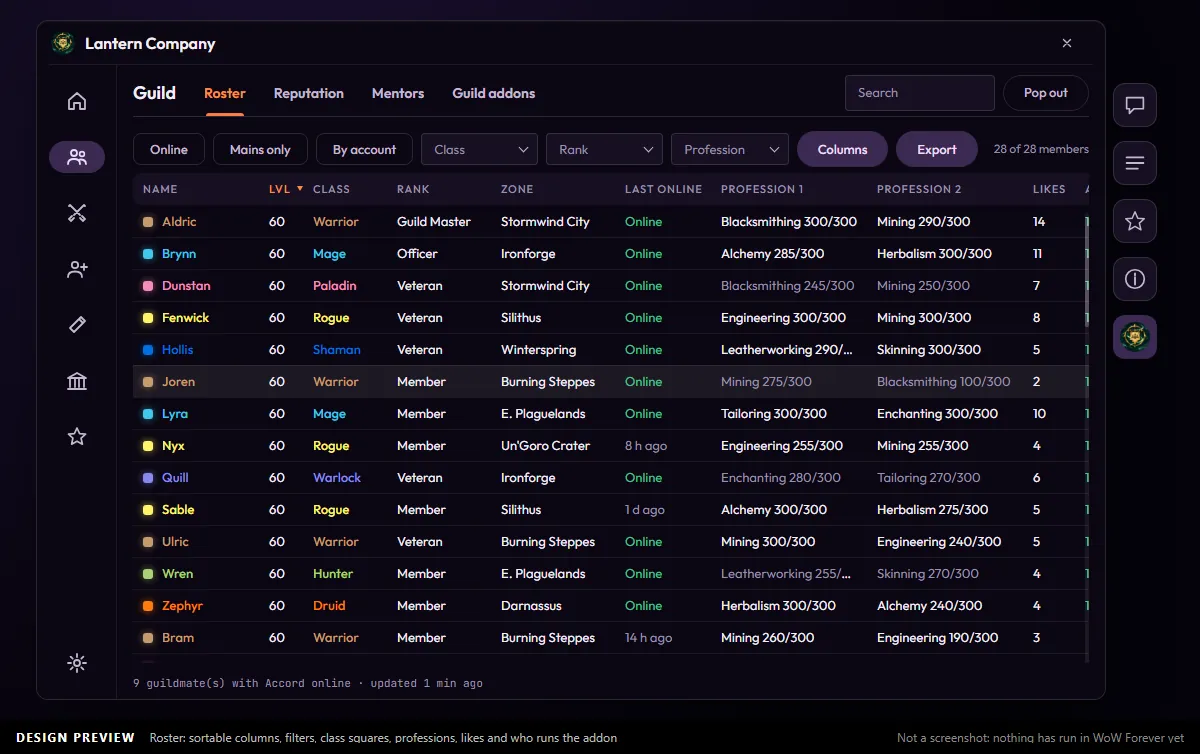 Lantern Company
Guild Roster Reputation Mentors Guild addons Search Pop out
Online Mains only By account Class Rank Profession Columns Export 28 of 28 members
NAME LVL CLASS RANK ZONE LAST ONLINE PROFESSION 1 PROFESSION 2 LIKES
Aldric 60 Warrior Guild Master Stormwind City Online Blacksmithing 300/300 Mining 290/300 14
Brynn 60 Mage Officer Ironforge Online Alchemy 285/300 Herbalism 300/300 11
Dunstan 60 Paladin Veteran Stormwind City Online Blacksmithing 245/300 Mining 250/300 7
Fenwick 60 Rogue Veteran Silithus Online Engineering 300/300 Mining 300/300 8
Hollis 60 Shaman Veteran Winterspring Online Leatherworking 290/... Skinning 300/300 5
Joren 60 Warrior Member Burning Steppes Online Mining 275/300 Blacksmithing 100/300 2
Lyra 60 Mage Member E. Plaguelands Online Tailoring 300/300 Enchanting 300/300 10
Nyx 60 Rogue Member Un'Goro Crater 8 h ago Engineering 255/300 Mining 255/300 4
Quill 60 Warlock Veteran Ironforge Online Enchanting 280/300 Tailoring 270/300 6
Sable 60 Rogue Member Silithus 1 d ago Alchemy 300/300 Herbalism 275/300 5
Ulric 60 Warrior Veteran Burning Steppes Online Mining 300/300 Engineering 240/300 5
Wren 60 Hunter Member E. Plaguelands Online Leatherworking 255/... Skinning 270/300 4
Zephyr 60 Druid Member Darnassus Online Herbalism 300/300 Alchemy 240/300 4
Bram 60 Warrior Member Burning Steppes 14 h ago Mining 260/300 Engineering 190/300 3
9 guildmate(s) with Accord online · updated 1 min ago
DESIGN PREVIEW Roster: sortable columns, filters, class squares, professions, likes and who runs the addon Not a screenshot: nothing has run in WoW Forever yet